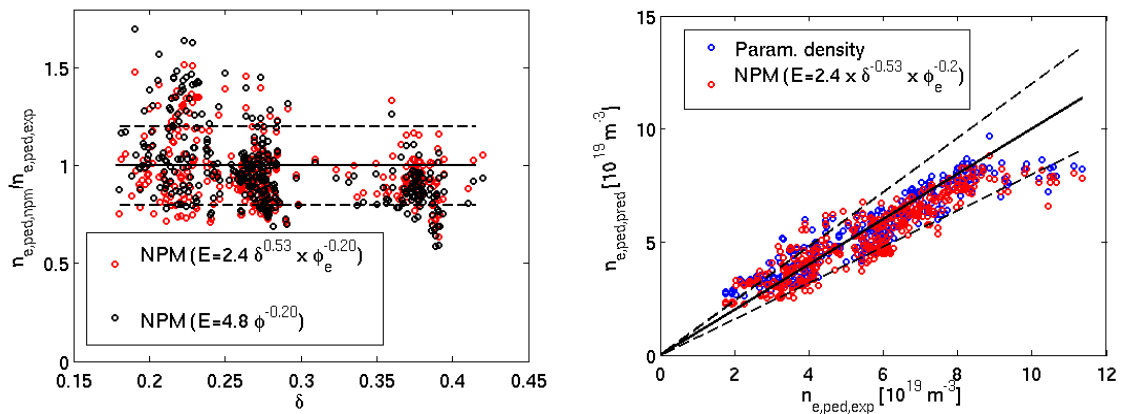 n_e,ped,npm/n_e,ped,exp
1.5
1
0.5
0
NPM (E=2.4 δ^0.53 x ϕ_e^-0.20)
NPM (E=4.8 ϕ^-0.20)
0.15 0.2 0.25 0.3 0.35 0.4 0.45
δ
n_e,ped,pred [10^19 m^-3]
15
10
5
0
Param. density
NPM (E=2.4 x δ^-0.53 x ϕ_e^-0.2)
0 2 4 6 8 10 12
n_e,ped,exp [10^19 m^-3]